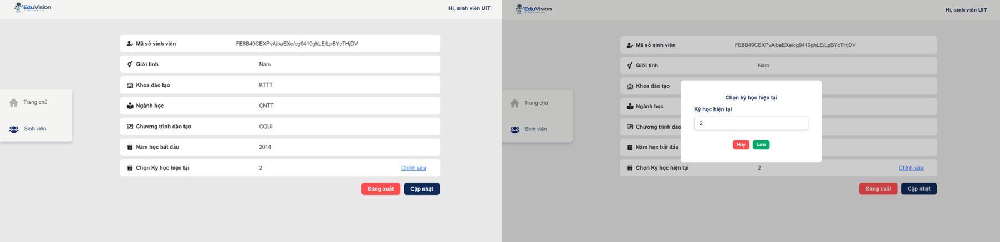 EduVision
Hi, sinh viên UIT
Mã số sinh viên FE8B49CEXPvAibaEXe/cg9419ghLE/LpBYcTHjDV
Giới tính Nam
Khoa đào tạo KTTT
Ngành học CNTT
Chương trình đào tạo CQUI
Năm học bắt đầu 2014
Chọn Kỳ học hiện tại 2 Chỉnh sửa
Trang chủ
Sinh viên
Đăng xuất Cập nhật
EduVision
Hi, sinh viên UIT
Mã số sinh viên FE8B49CEXPvAibaEXe/cg9419ghLE/LpBYcTHjDV
Giới tính Nam
Khoa đào tạo
Ngành học
Chương trình đào
Năm học bắt đầu
Chọn Kỳ học hiện tại 2 Chỉnh sửa
Trang chủ
Sinh viên
Chọn kỳ học hiện tại
Kỳ học hiện tại
2
Hủy Lưu
Đăng xuất Cập nhật